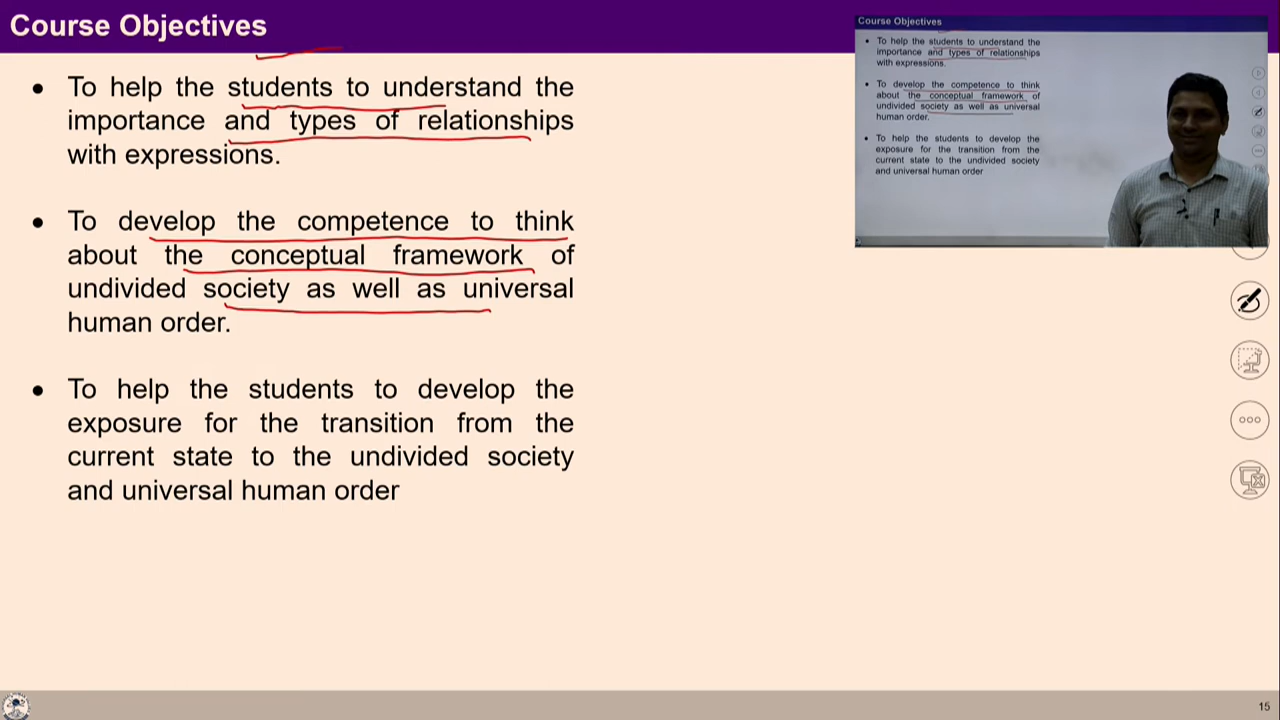 Course Objectives
• To help the students to understand the
importance and types of relationships
with expressions.
• To develop the competence to think
about the conceptual framework of
undivided society as well as universal
human order.
• To help the students to develop the
exposure for the transition from the
current state to the undivided society
and universal human order
Course Objectives
• To help the students to understand the
importance and types of relationships
with expressions.
• To develop the competence to think
about the conceptual framework of
undivided society as well as universal
human order.
• To help the students to develop the
exposure for the transition from the
current state to the undivided society
and universal human order
15